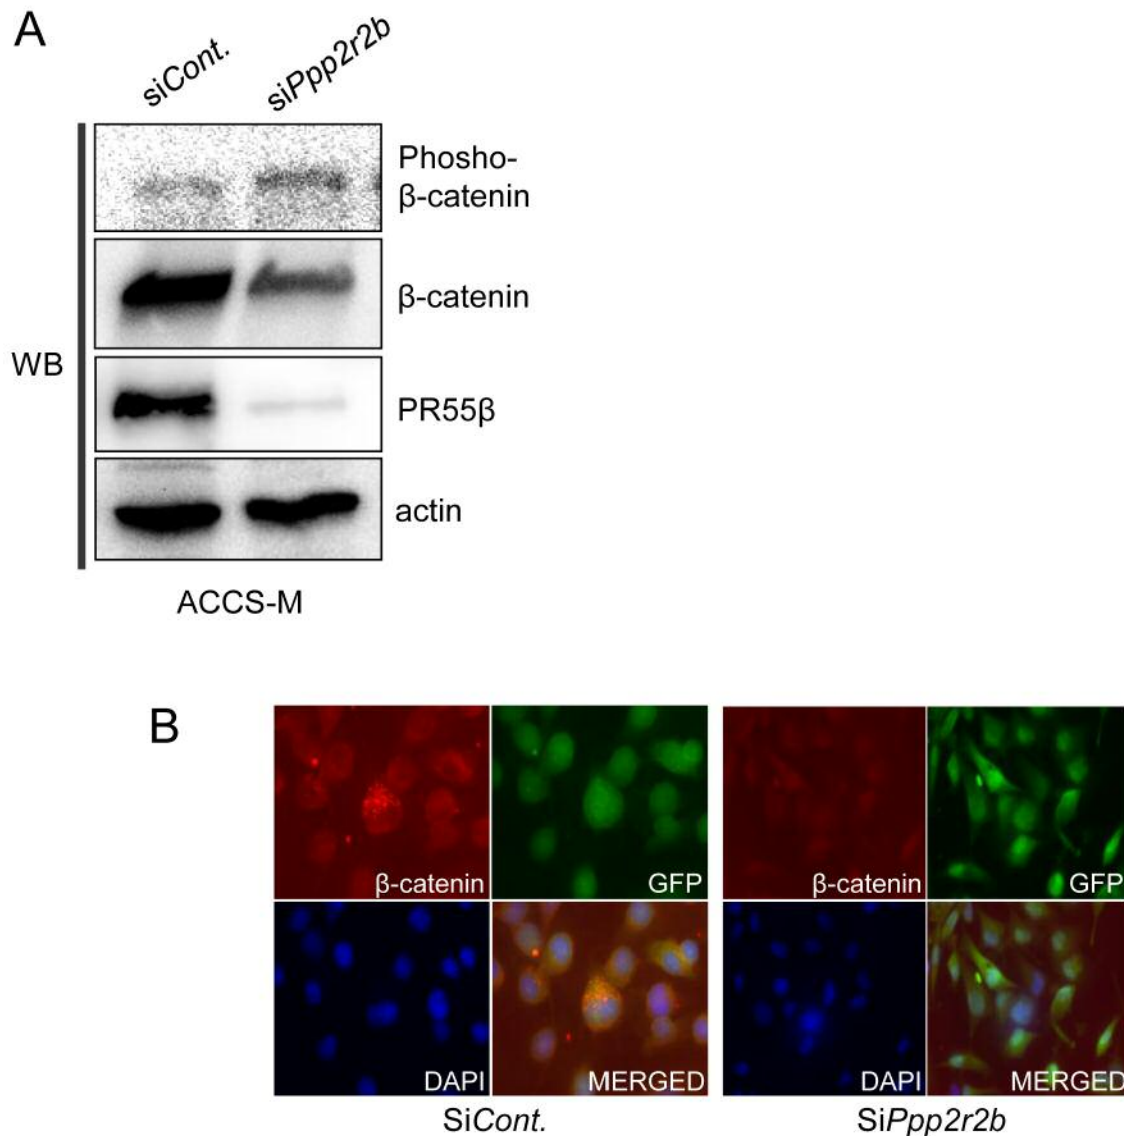 A
siCont. siPpp2r2b
Phosho-
β-catenin
β-catenin
WB
PR55β
actin
ACCS-M
B
β-catenin GFP β-catenin GFP
DAPI MERGED DAPI MERGED
SiCont. SiPpp2r2b